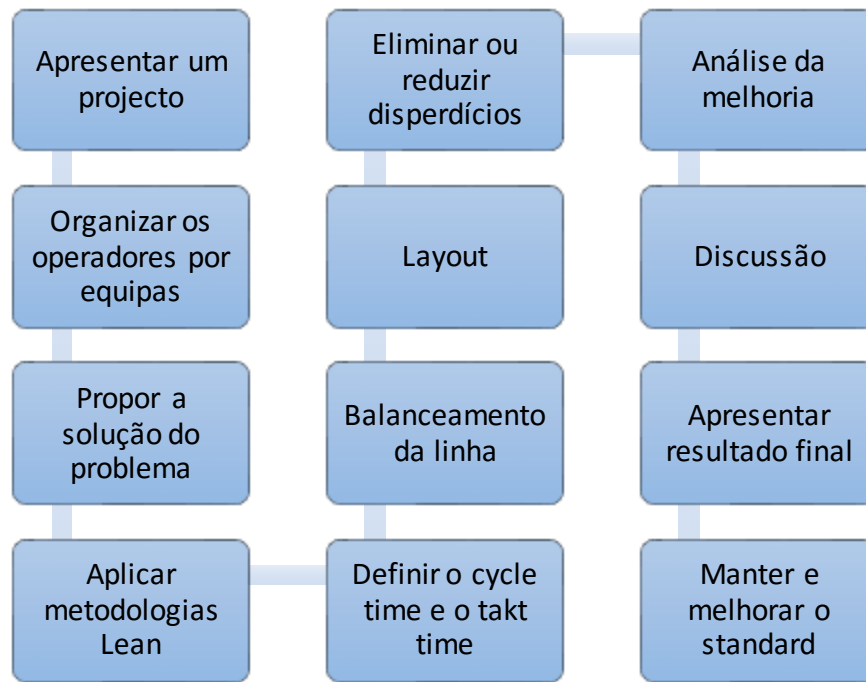 Apresentar um
projecto
Organizar os
operadores por
equipas
Propor a
solução do
problema
Aplicar
metodologias
Lean
Definir o cycle
time e o takt
time
Balanceamento
da linha
Layout
Eliminar ou
reduzir
disperdícios
Análise da
melhoria
Discussão
Apresentar
resultado final
Manter e
melhorar o
standard